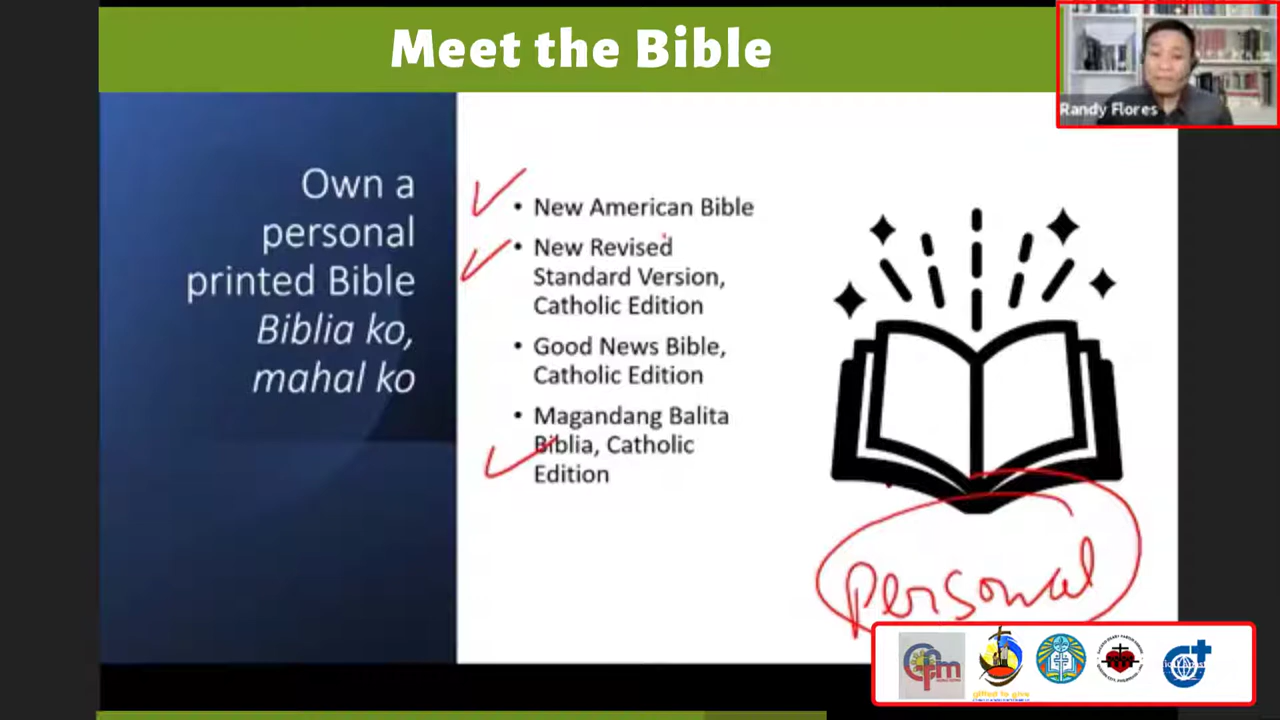 Meet the Bible
Randy Flores
Own a
personal
printed Bible
Biblia ko,
mahal ko
• New American Bible
• New Revised
Standard Version,
Catholic Edition
• Good News Bible,
Catholic Edition
• Magandang Balita
Biblia, Catholic
Edition
personal
cfm
gifted to give